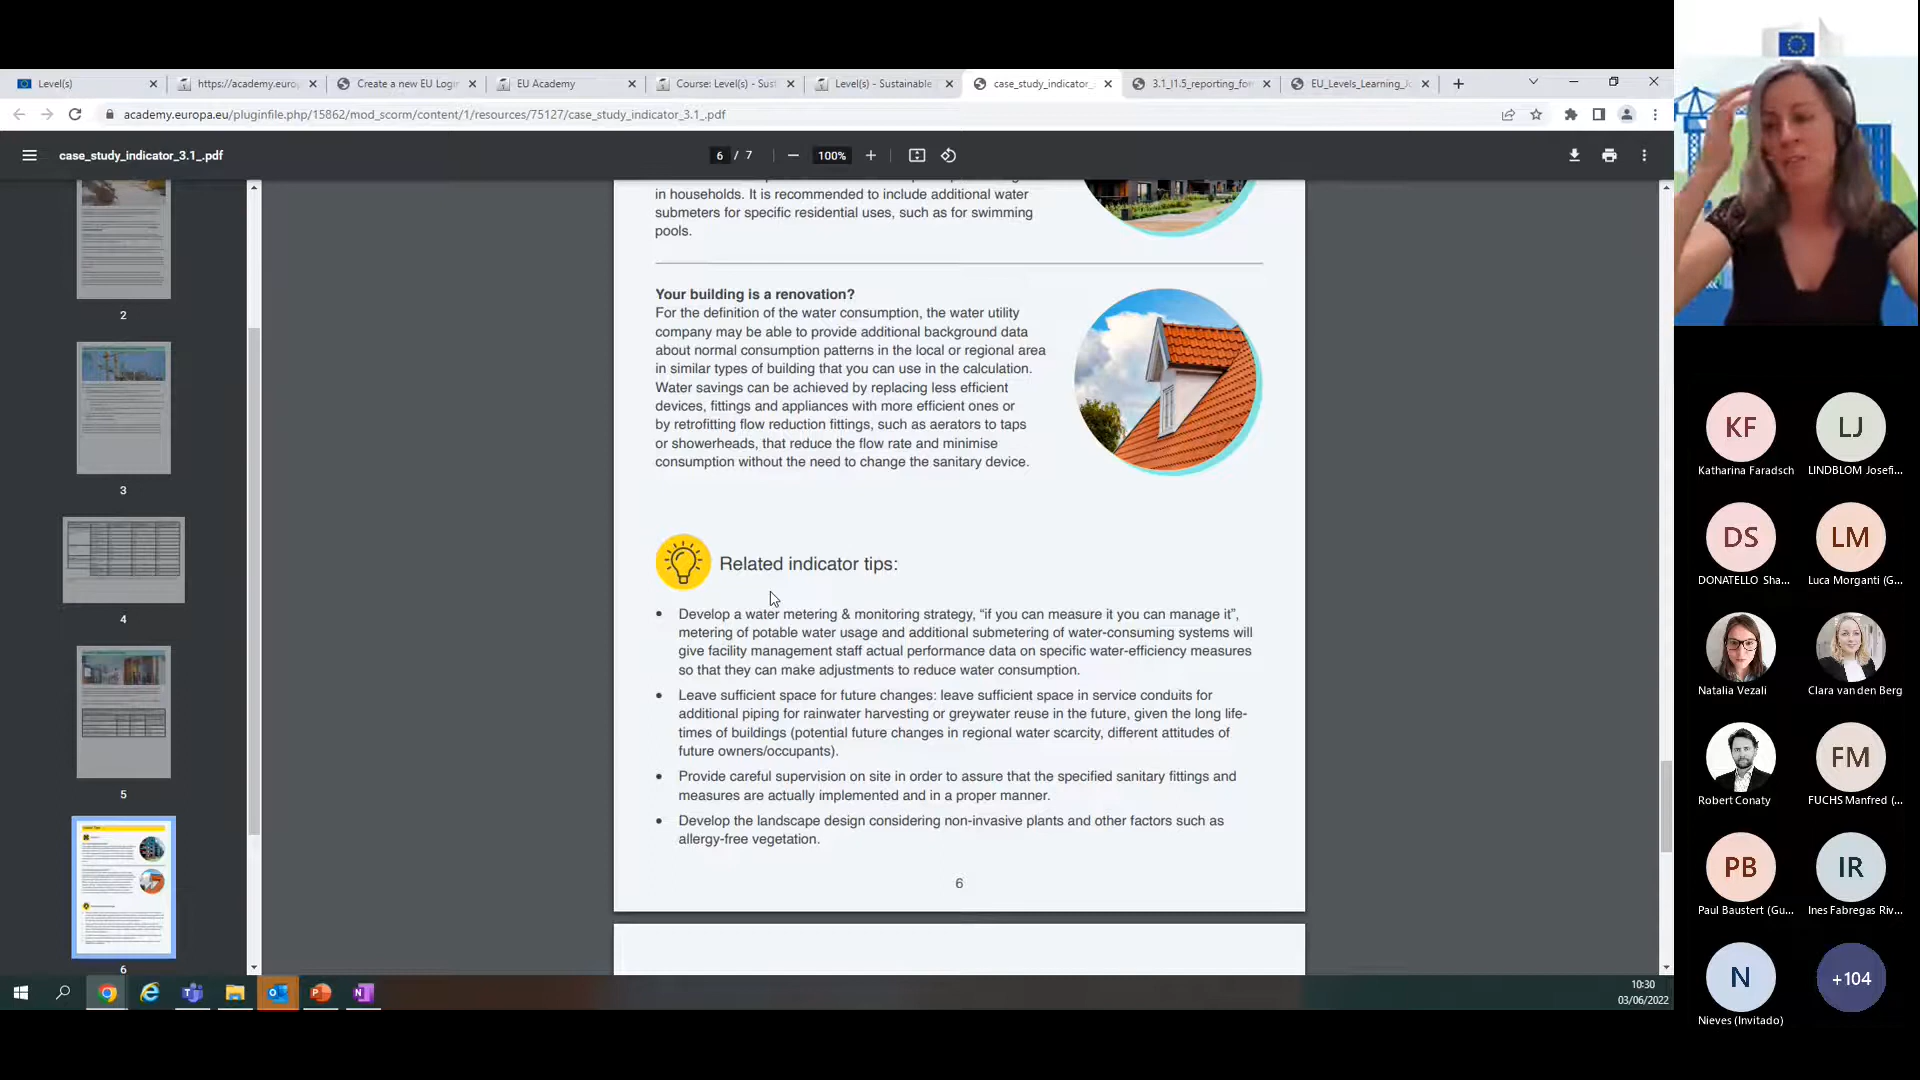 Level(s)
https://academy.euro
Create a new EU Logi
EU Academy
Course: Level(s) - Sus
Level(s) - Sustainable
case_study_indicator_
3.1_I1.5_reporting_fo
EU_Levels_Learning_
academy.europa.eu/pluginfile.php/15862/mod_scorm/content/1/resources/75127/case_study_indicator_3.1_.pdf
case_study_indicator_3.1_.pdf
6 / 7
100%
2
3
4
5
6
in households. It is recommended to include additional water
submeters for specific residential uses, such as for swimming
pools.
Your building is a renovation?
For the definition of the water consumption, the water utility
company may be able to provide additional background data
about normal consumption patterns in the local or regional area
in similar types of building that you can use in the calculation.
Water savings can be achieved by replacing less efficient
devices, fittings and appliances with more efficient ones or
by retrofitting flow reduction fittings, such as aerators to taps
or showerheads, that reduce the flow rate and minimise
consumption without the need to change the sanitary device.
Related indicator tips:
• Develop a water metering & monitoring strategy, “if you can measure it you can manage it”,
metering of potable water usage and additional submetering of water-consuming systems will
give facility management staff actual performance data on specific water-efficiency measures
so that they can make adjustments to reduce water consumption.
• Leave sufficient space for future changes: leave sufficient space in service conduits for
additional piping for rainwater harvesting or greywater reuse in the future, given the long life-
times of buildings (potential future changes in regional water scarcity, different attitudes of
future owners/occupants).
• Provide careful supervision on site in order to assure that the specified sanitary fittings and
measures are actually implemented and in a proper manner.
• Develop the landscape design considering non-invasive plants and other factors such as
allergy-free vegetation.
6
10:30
03/06/2022
KF
Katharina Faradsch
LJ
LINDBLOM Josefi...
DS
DONATELLO Sha...
LM
Luca Morganti (G...
Natalia Vezali
Clara van den Berg
Robert Conaty
FM
FUCHS Manfred (...
PB
Paul Baustert (Gu...
IR
Ines Fabregas Riv...
N
Nieves (Invitado)
+104